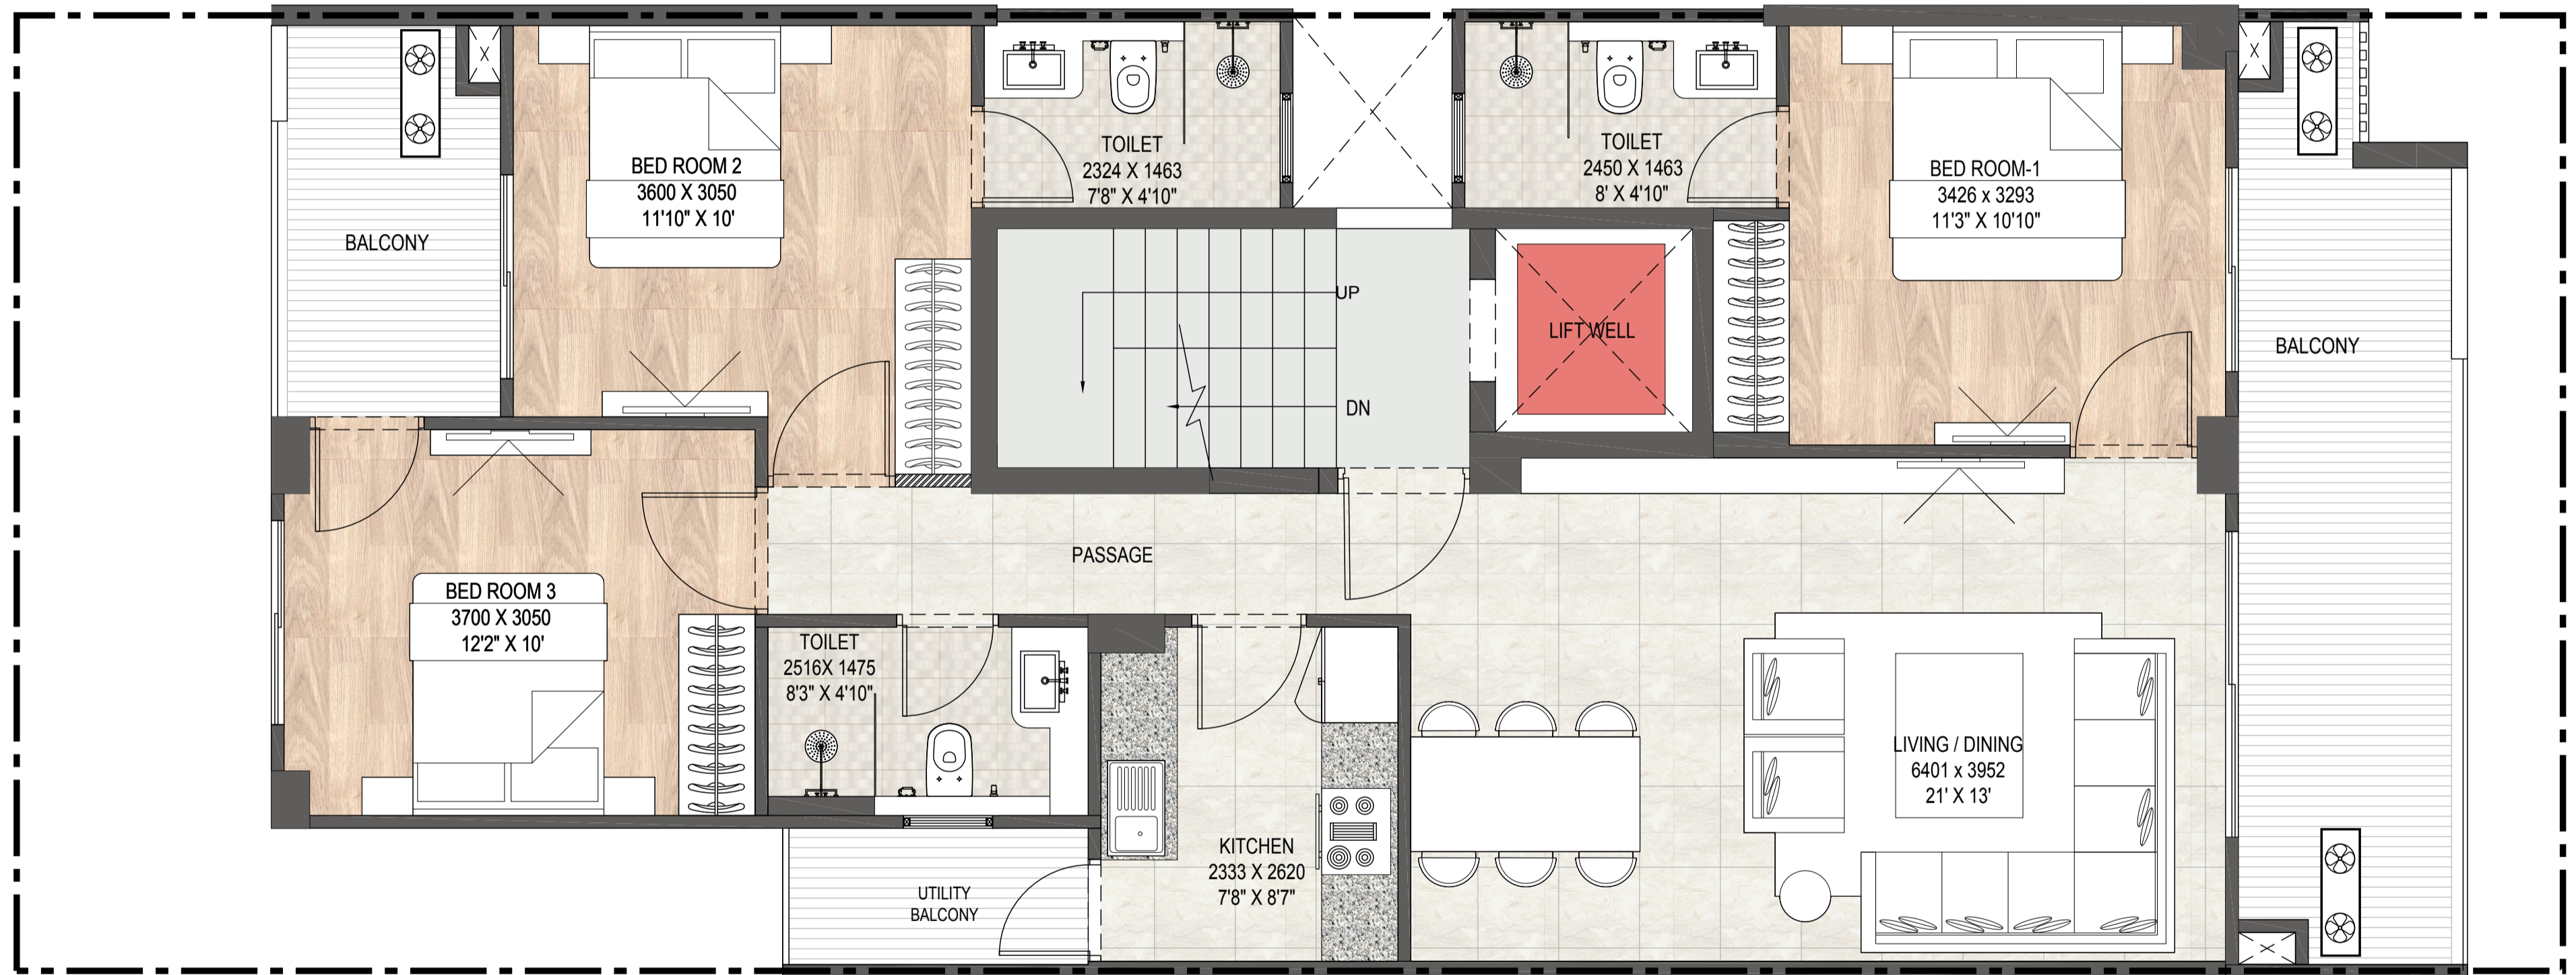 TOILET
2324 X 1463
7'8" X 4'10"
TOILET
2450 X 1463
8' X 4'10"
BED ROOM 2
3600 X 3050
11'10" X 10'
BED ROOM-1
3426 x 3293
11'3" X 10'10"
BALCONY
UP
LIFT WELL
BALCONY
DN
PASSAGE
BED ROOM 3
3700 X 3050
12'2" X 10'
TOILET
2516X 1475
8'3" X 4'10"
LIVING / DINING
6401 x 3952
21' X 13'
KITCHEN
2333 X 2620
7'8" X 8'7"
UTILITY
BALCONY